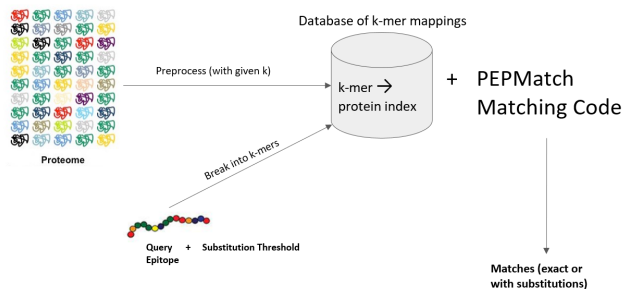 Database of k-mer mappings
Preprocess (with given k)
k-mer →
protein index
+ PEPMatch
Matching Code
Proteome
Break into k-mers
Query + Substitution Threshold
Epitope
Matches (exact or
with substitutions)